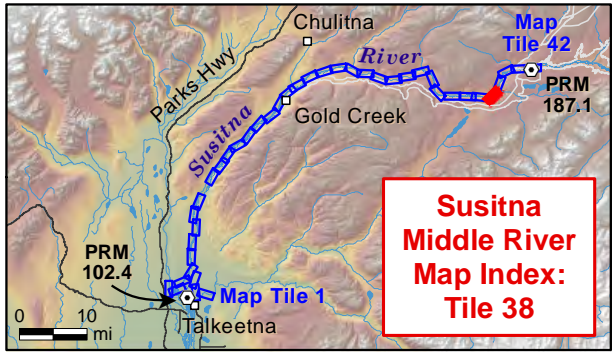 Chulitna
Map
Tile 42
River
Parks Hwy
PRM
187.1
Gold Creek
Susitna
Susitna
Middle River
Map Index:
Tile 38
PRM
102.4
Map Tile 1
0 10
mi
Talkeetna